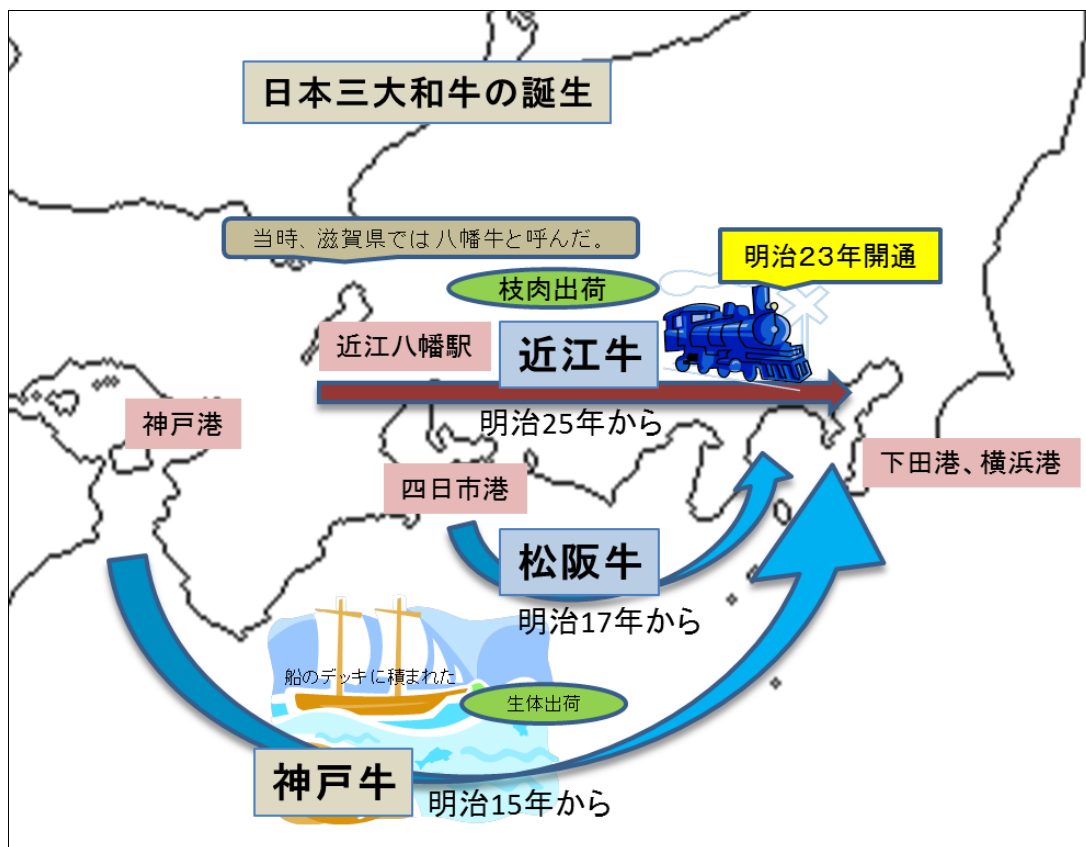 日本三大和牛の誕生
当時、滋賀県では八幡牛と呼んだ。
明治23年開通
枝肉出荷
近江八幡駅
近江牛
明治25年から
神戸港
下田港、横浜港
四日市港
松阪牛
明治17年から
船のデッキに積まれた
生体出荷
神戸牛
明治15年から